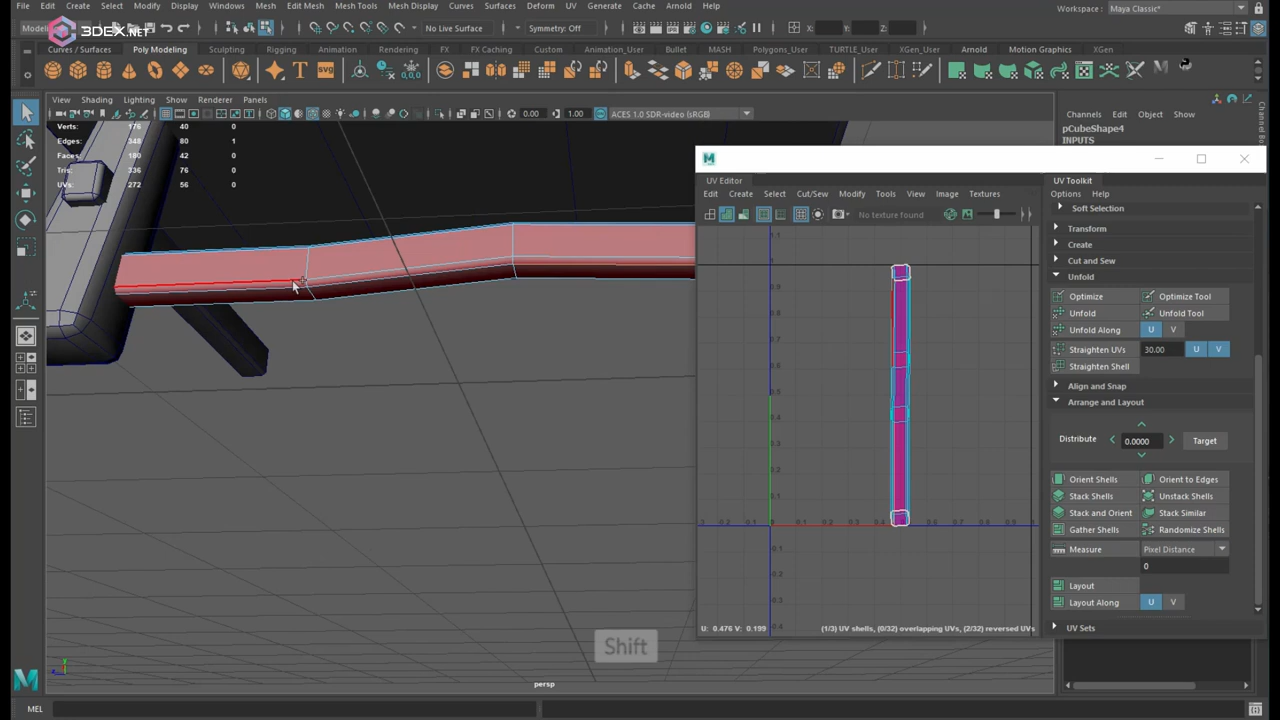 File Create Select Modify Display Windows Mesh Edit Mesh Mesh Tools Mesh Display Curves Surfaces Deform UV Generate Cache Arnold Help
Workspace : Maya Classic*
3DEX.NET
No Live Surface
Symmetry: Off
X:
Y:
Z:
Curves / Surfaces Poly Modeling Sculpting Rigging Animation Rendering FX FX Caching Custom Animation_User Bullet MASH Polygons_User TURTLE_User XGen_User Arnold Motion Graphics XGen
View Shading Lighting Show Renderer Panels
0.00
1.00
ACES 1.0 SDR-video (sRGB)
Channels Edit Object Show
pCubeShape4
INPUTS
Verts: 176 40 0
Edges: 348 80 1
Faces: 180 42 0
Tris: 336 76 0
UVs: 272 56 0
UV Editor
Edit Create Select Cut/Sew Modify Tools View Image Textures
No texture found
UV Toolkit
Options Help
Soft Selection
Transform
Create
Cut and Sew
Unfold
Optimize Optimize Tool
Unfold Unfold Tool
Unfold Along U V
Straighten UVs 30.00 U V
Straighten Shell
Align and Snap
Arrange and Layout
Distribute 0.0000 Target
Orient Shells Orient to Edges
Stack Shells Unstack Shells
Stack and Orient Stack Similar
Gather Shells Randomize Shells
Measure Pixel Distance
0
Layout
Layout Along U V
UV Sets
U: 0.476 V: 0.199
(1/3) UV shells, (0/32) overlapping UVs, (2/32) reversed UVs
Shift
persp
MEL